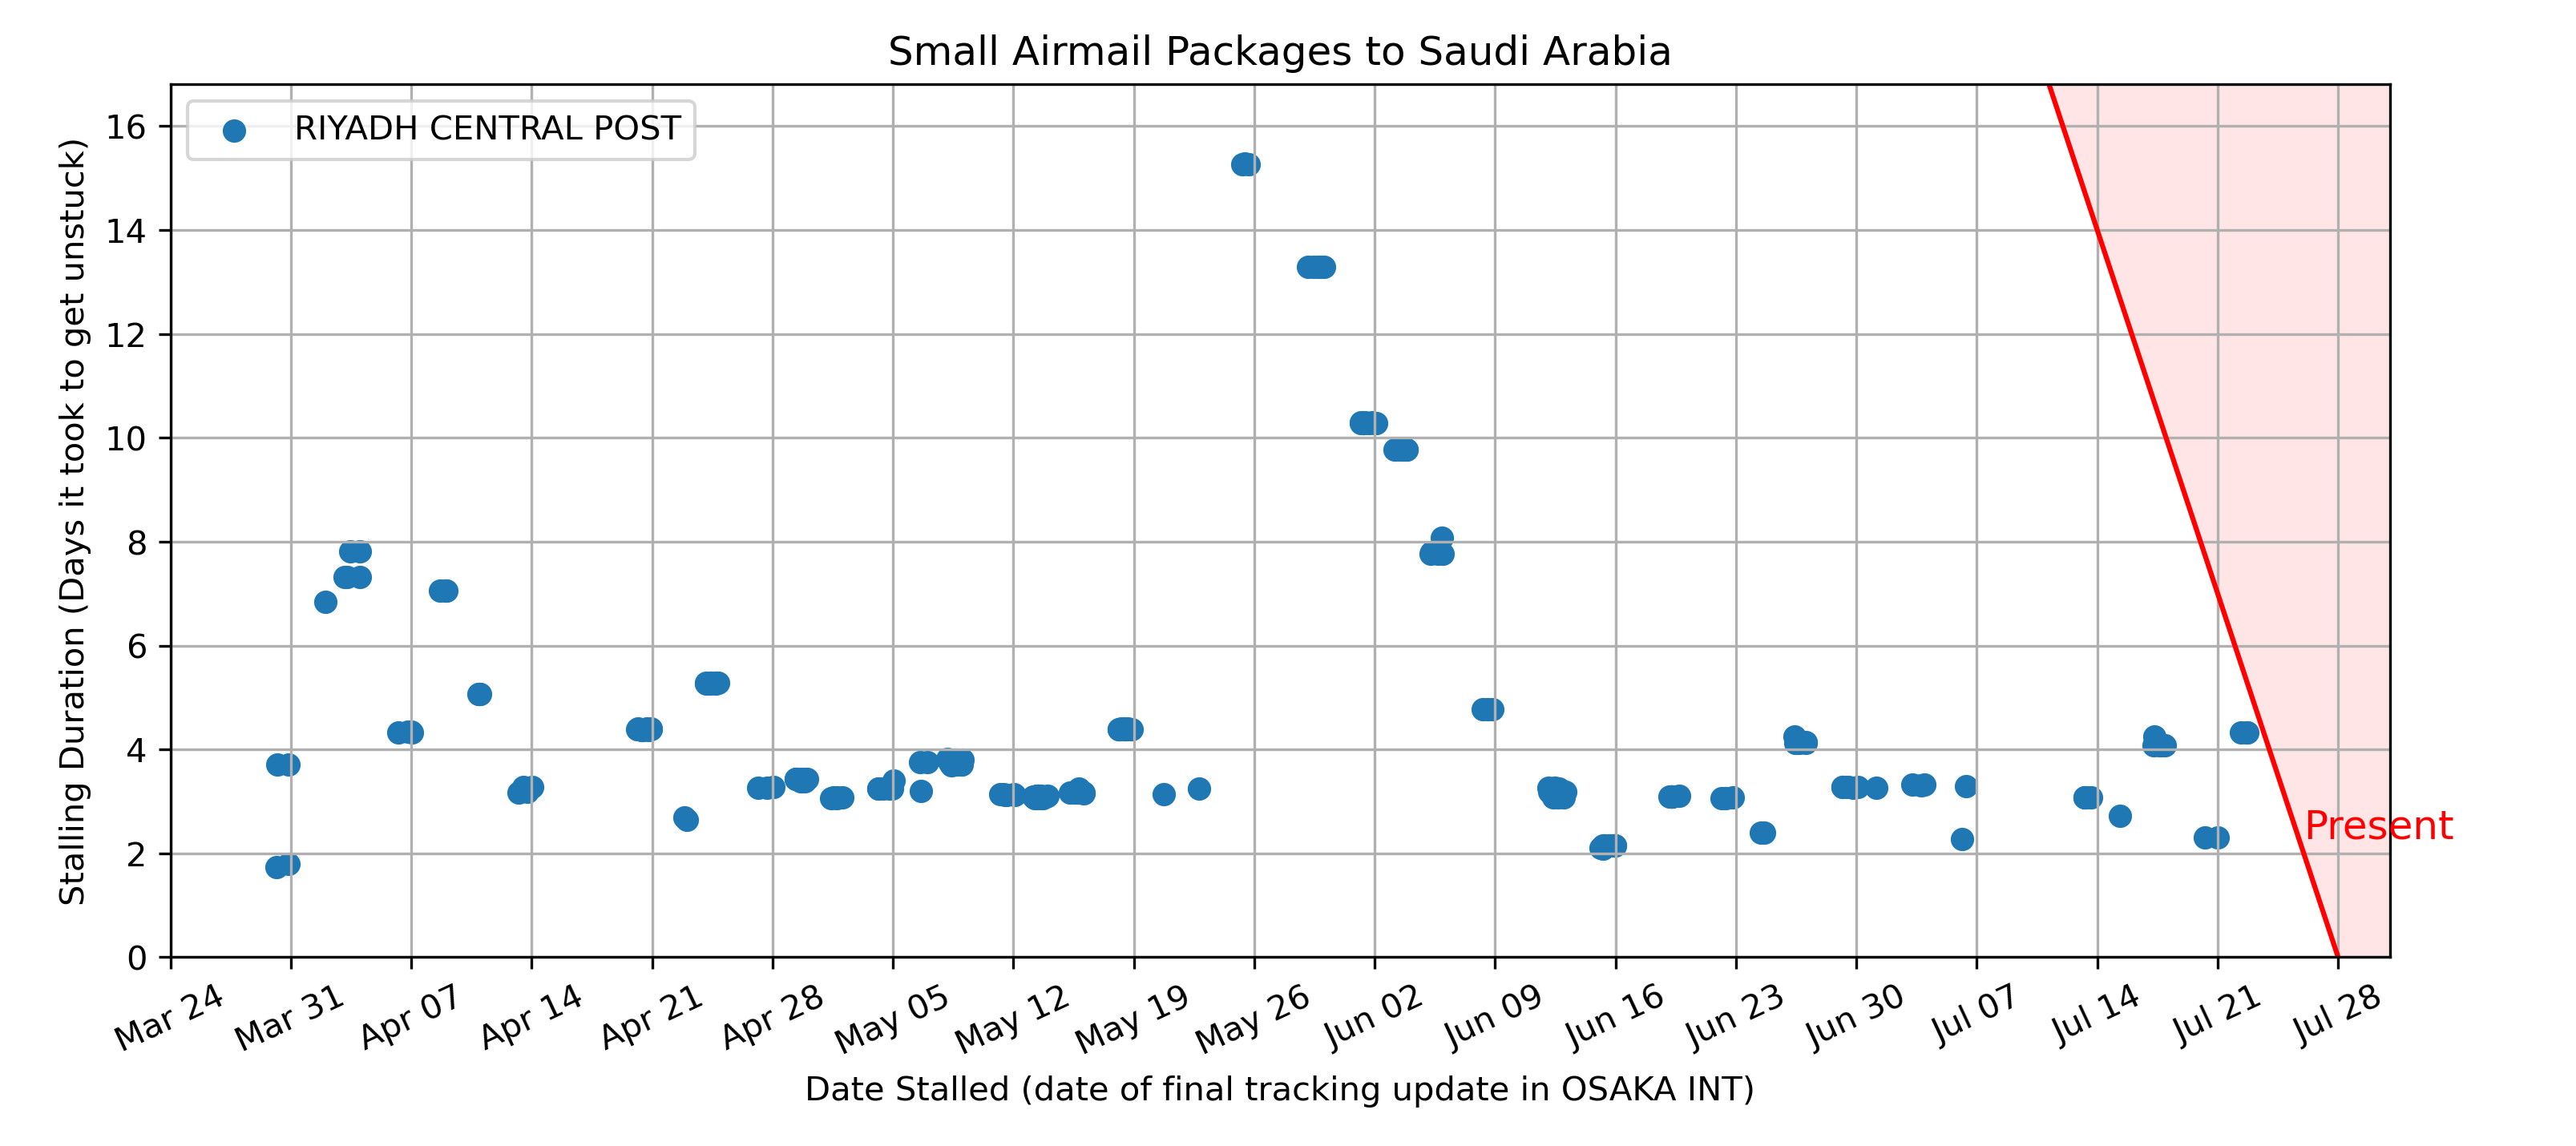 Small Airmail Packages to Saudi Arabia
RIYADH CENTRAL POST
Stalling Duration (Days it took to get unstuck)
16
14
12
10
8
6
4
2
0
Present
Mar 24
Mar 31
Apr 07
Apr 14
Apr 21
Apr 28
May 05
May 12
May 19
May 26
Jun 02
Jun 09
Jun 16
Jun 23
Jun 30
Jul 07
Jul 14
Jul 21
Jul 28
Date Stalled (date of final tracking update in OSAKA INT)